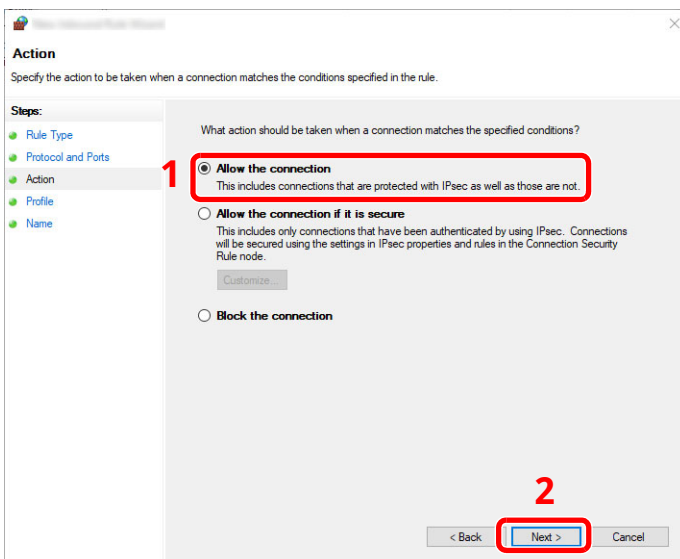 Action
Specify the action to be taken when a connection matches the conditions specified in the rule.
Steps:
Rule Type
Protocol and Ports
Action
Profile
Name
What action should be taken when a connection matches the specified conditions?
1
Allow the connection
This includes connections that are protected with IPsec as well as those are not.
Allow the connection if it is secure
This includes only connections that have been authenticated by using IPsec. Connections
will be secured using the settings in IPsec properties and rules in the Connection Security
Rule node.
Customize...
Block the connection
2
< Back
Next >
Cancel